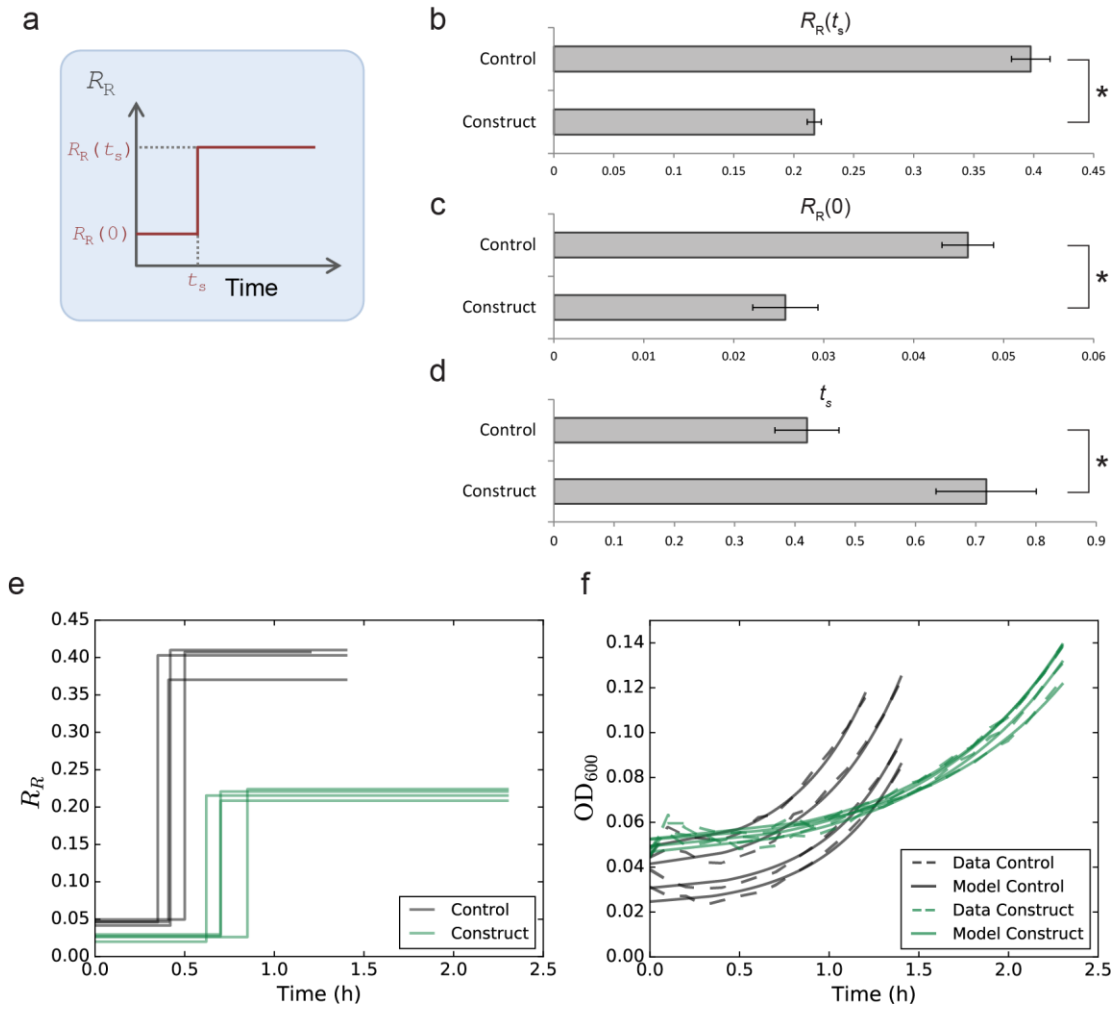 a
R_R
R_R(t_s)
R_R(0)
t_s
Time
b
R_R(t_s)
Control
Construct
*
0 0.05 0.1 0.15 0.2 0.25 0.3 0.35 0.4 0.45
c
R_R(0)
Control
Construct
*
0 0.01 0.02 0.03 0.04 0.05 0.06
d
t_s
Control
Construct
*
0 0.1 0.2 0.3 0.4 0.5 0.6 0.7 0.8 0.9
e
0.45
0.40
0.35
0.30
0.25
0.20
0.15
0.10
0.05
0.00
R_R
Control
Construct
0.0 0.5 1.0 1.5 2.0 2.5
Time (h)
f
0.14
0.12
0.10
0.08
0.06
0.04
0.02
0.00
OD_600
Data Control
Model Control
Data Construct
Model Construct
0.0 0.5 1.0 1.5 2.0 2.5
Time (h)